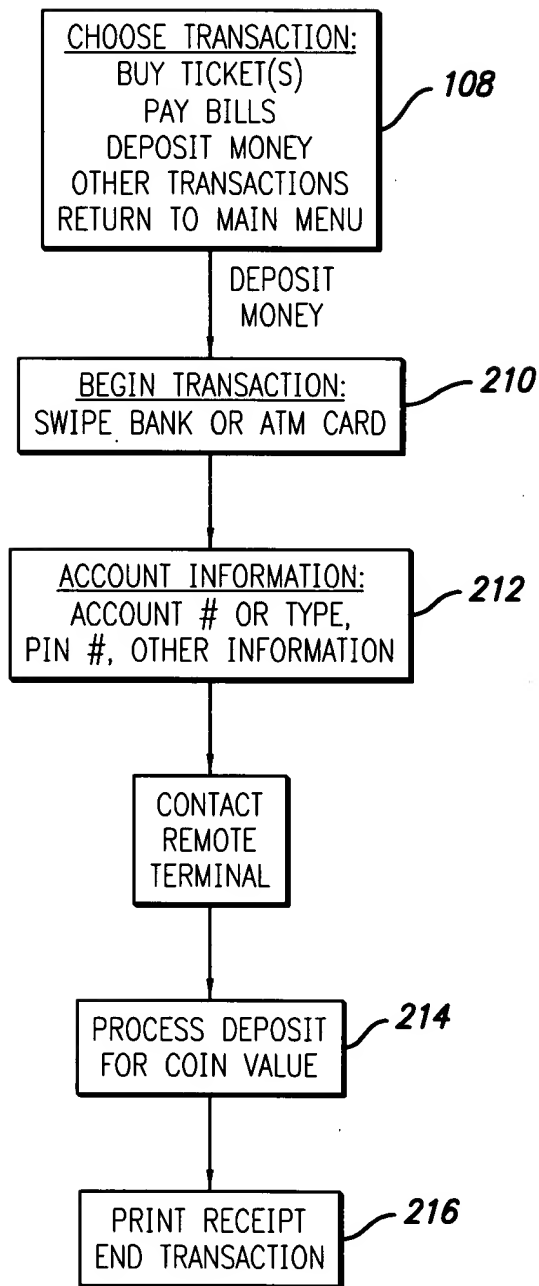 CHOOSE TRANSACTION:
BUY TICKET(S)
PAY BILLS
DEPOSIT MONEY
OTHER TRANSACTIONS
RETURN TO MAIN MENU
108
DEPOSIT
MONEY
BEGIN TRANSACTION:
SWIPE BANK OR ATM CARD
210
ACCOUNT INFORMATION:
ACCOUNT # OR TYPE,
PIN #, OTHER INFORMATION
212
CONTACT
REMOTE
TERMINAL
PROCESS DEPOSIT
FOR COIN VALUE
214
PRINT RECEIPT
END TRANSACTION
216